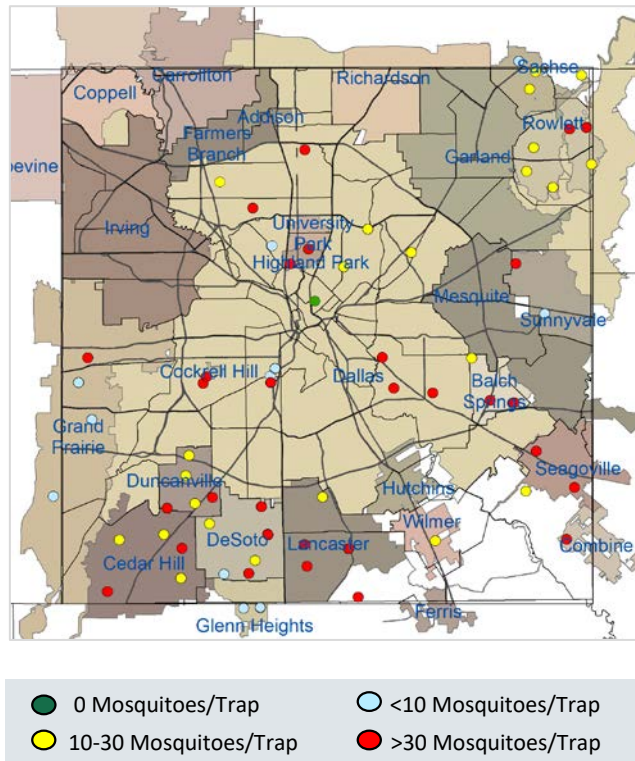 Sachse
Carrollton
Richardson
Coppell
Addison
Rowlett
Farmers
Branch
Garland
evine
University
Park
Irving
Highland Park
Mesquite
Sunnyvale
Cockrell Hill
Dallas
Balch
Springs
Grand
Prairie
Seagoville
Duncanville
Hutchins
Wilmer
DeSoto
Lancaster
Combine
Cedar Hill
Ferris
Glenn Heights
0 Mosquitoes/Trap
<10 Mosquitoes/Trap
10-30 Mosquitoes/Trap
>30 Mosquitoes/Trap